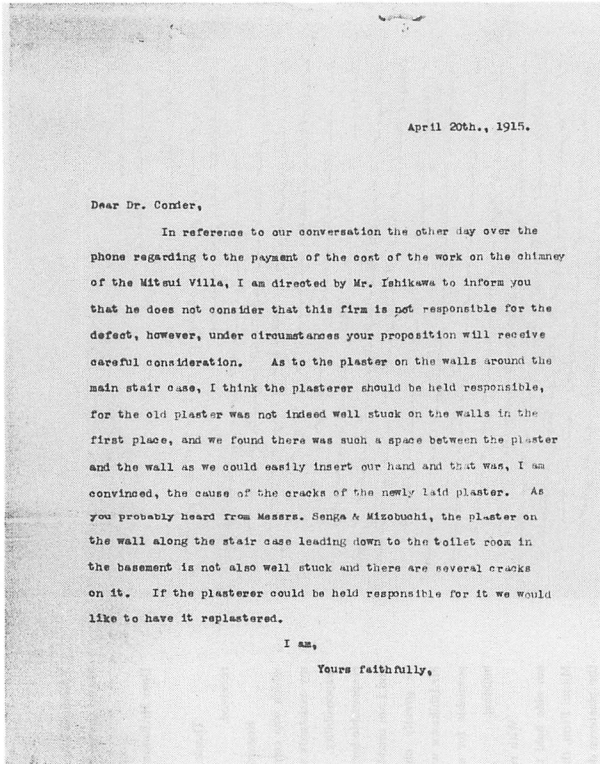 April 20th., 1915.
Dear Dr. Conder,
In reference to our conversation the other day over the
phone regarding to the payment of the cost of the work on the chimney
of the Mitsui Villa, I am directed by Mr. Ishikawa to inform you
that he does not consider that this firm is not responsible for the
defect, however, under circumstances your proposition will receive
careful consideration. As to the plaster on the walls around the
main stair case, I think the plasterer should be held responsible,
for the old plaster was not indeed well stuck on the walls in the
first place, and we found there was such a space between the plaster
and the wall as we could easily insert our hand and that was, I am
convinced, the cause of the cracks of the newly laid plaster. As
you probably heard from Messrs. Senga & Mizobuchi, the plaster on
the wall along the stair case leading down to the toilet room in
the basement is not also well stuck and there are several cracks
on it. If the plasterer could be held responsible for it we would
like to have it replastered.
I am,
Yours faithfully,